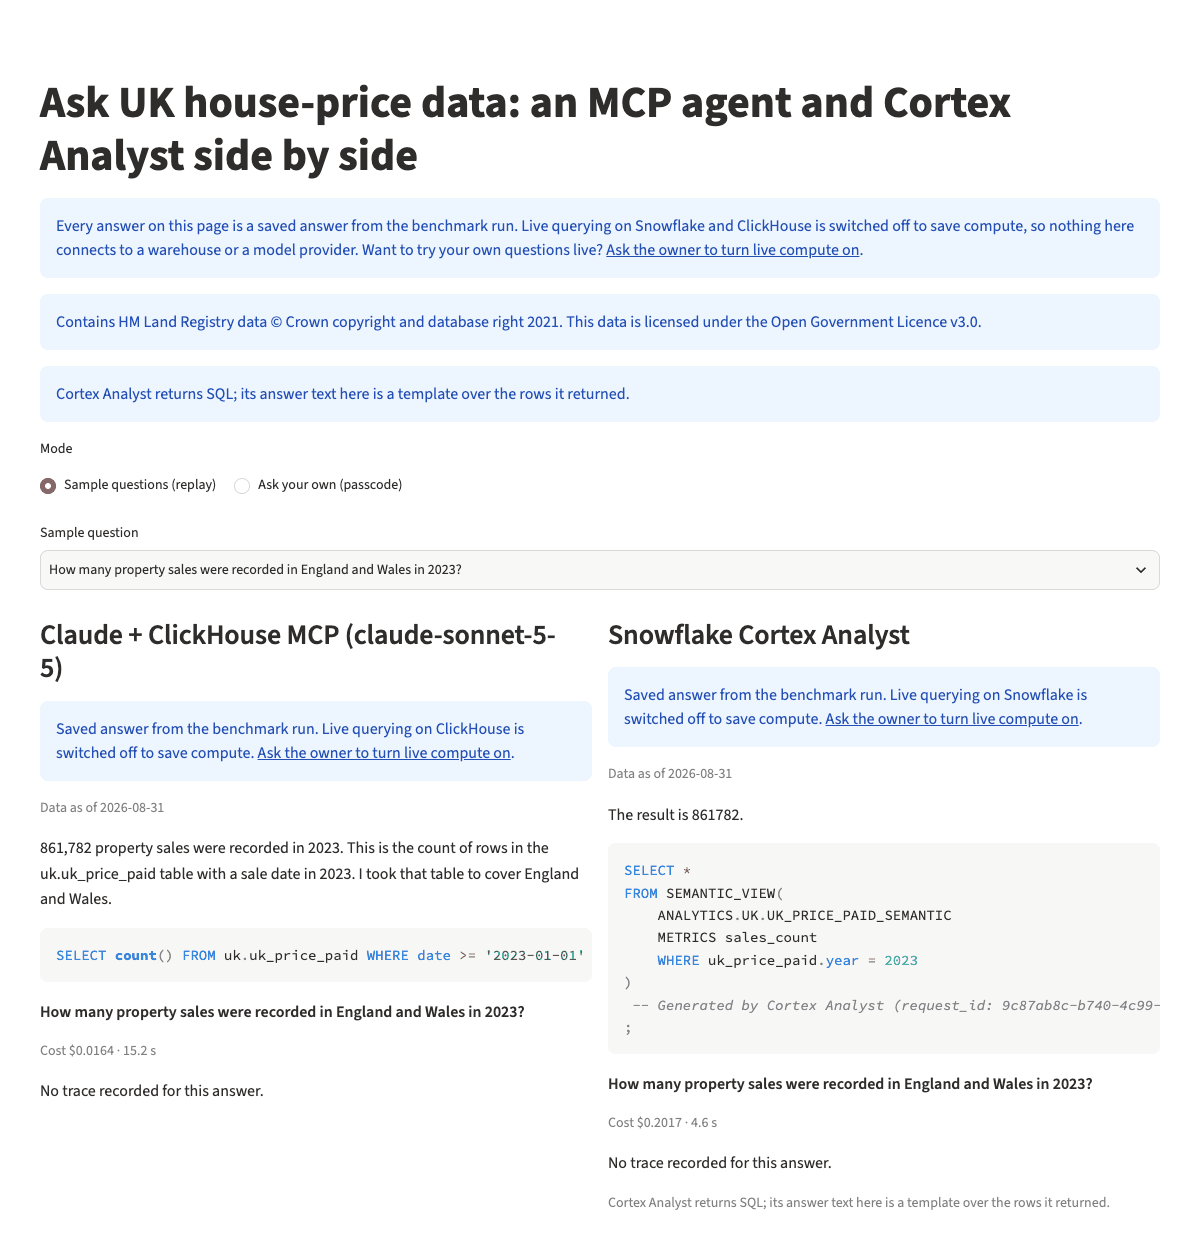 Ask UK house-price data: an MCP agent and Cortex
Analyst side by side
Every answer on this page is a saved answer from the benchmark run. Live querying on Snowflake and ClickHouse is switched off to save compute, so nothing here
connects to a warehouse or a model provider. Want to try your own questions live? Ask the owner to turn live compute on.
Contains HM Land Registry data © Crown copyright and database right 2021. This data is licensed under the Open Government Licence v3.0.
Cortex Analyst returns SQL; its answer text here is a template over the rows it returned.
Mode
Sample questions (replay) Ask your own (passcode)
Sample question
How many property sales were recorded in England and Wales in 2023?
Claude + ClickHouse MCP (claude-sonnet-5-
5)
Saved answer from the benchmark run. Live querying on ClickHouse is
switched off to save compute. Ask the owner to turn live compute on.
Data as of 2026-08-31
861,782 property sales were recorded in 2023. This is the count of rows in the
uk.uk_price_paid table with a sale date in 2023. I took that table to cover England
and Wales.
SELECT count() FROM uk.uk_price_paid WHERE date >= '2023-01-01'
How many property sales were recorded in England and Wales in 2023?
Cost $0.0164 · 15.2 s
No trace recorded for this answer.
Snowflake Cortex Analyst
Saved answer from the benchmark run. Live querying on Snowflake is
switched off to save compute. Ask the owner to turn live compute on.
Data as of 2026-08-31
The result is 861782.
SELECT *
FROM SEMANTIC_VIEW(
    ANALYTICS.UK.UK_PRICE_PAID_SEMANTIC
    METRICS sales_count
    WHERE uk_price_paid.year = 2023
)
 -- Generated by Cortex Analyst (request_id: 9c87ab8c-b740-4c99-
;
How many property sales were recorded in England and Wales in 2023?
Cost $0.2017 · 4.6 s
No trace recorded for this answer.
Cortex Analyst returns SQL; its answer text here is a template over the rows it returned.